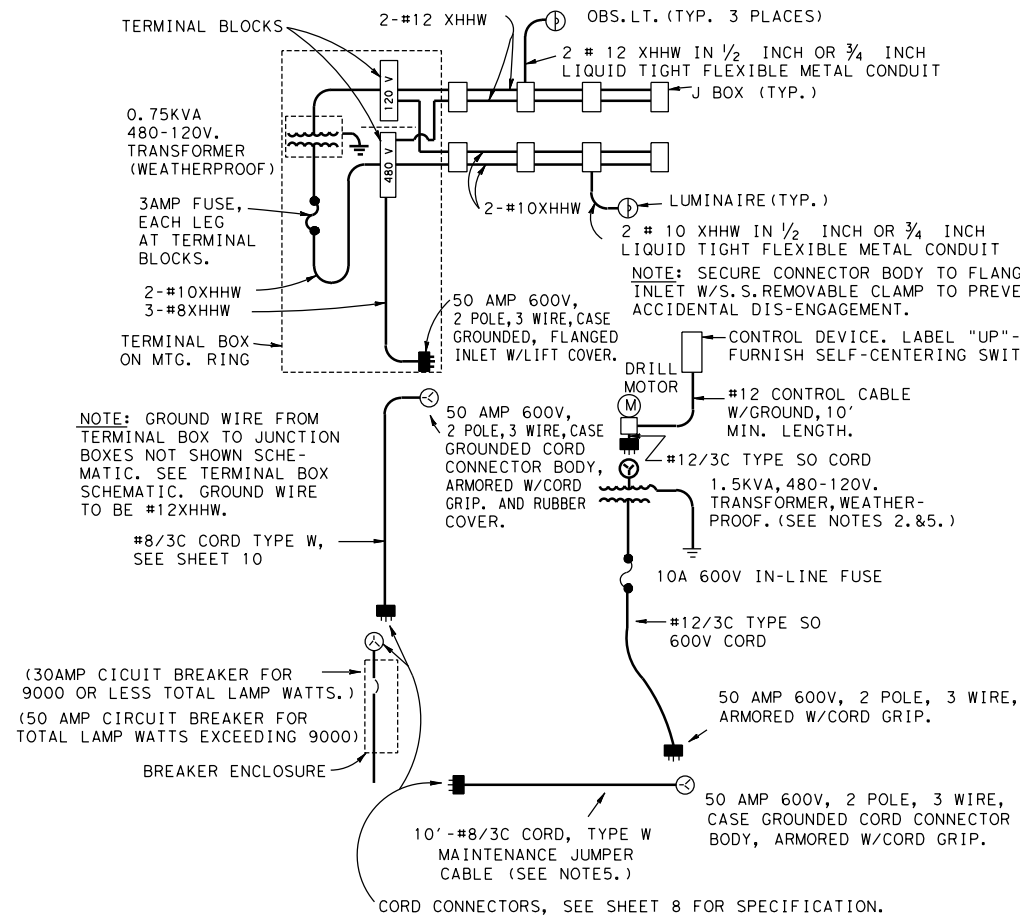 TERMINAL BLOCKS
2-#12 XHHW
OBS.LT.(TYP. 3 PLACES)
2 # 12 XHHW IN 1/2 INCH OR 3/4 INCH
LIQUID TIGHT FLEXIBLE METAL CONDUIT
J BOX (TYP.)
120 V
480 V
0.75KVA
480-120V.
TRANSFORMER
(WEATHERPROOF)
3AMP FUSE,
EACH LEG
AT TERMINAL
BLOCKS.
2-#10XHHW
3-#8XHHW
TERMINAL BOX
ON MTG. RING
2-#10XHHW
LUMINAIRE(TYP.)
2 # 10 XHHW IN 1/2 INCH OR 3/4 INCH
LIQUID TIGHT FLEXIBLE METAL CONDUIT
NOTE: SECURE CONNECTOR BODY TO FLANG
INLET W/S.S.REMOVABLE CLAMP TO PREVE
ACCIDENTAL DIS-ENGAGEMENT.
50 AMP 600V,
2 POLE,3 WIRE,CASE
GROUNDED, FLANGED
INLET W/LIFT COVER.
CONTROL DEVICE. LABEL "UP"-
FURNISH SELF-CENTERING SWIT
DRILL
MOTOR
M
#12 CONTROL CABLE
W/GROUND,10'
MIN. LENGTH.
#12/3C TYPE SO CORD
1.5KVA,480-120V.
TRANSFORMER,WEATHER-
PROOF.(SEE NOTES 2.&5.)
NOTE: GROUND WIRE FROM
TERMINAL BOX TO JUNCTION
BOXES NOT SHOWN SCHE-
MATIC. SEE TERMINAL BOX
SCHEMATIC. GROUND WIRE
TO BE #12XHHW.
50 AMP 600V,
2 POLE,3 WIRE,CASE
GROUNDED CORD
CONNECTOR BODY,
ARMORED W/CORD
GRIP. AND RUBBER
COVER.
#8/3C CORD TYPE W,
SEE SHEET 10
10A 600V IN-LINE FUSE
#12/3C TYPE SO
600V CORD
(30AMP CICUIT BREAKER FOR
9000 OR LESS TOTAL LAMP WATTS.)
(50 AMP CIRCUIT BREAKER FOR
TOTAL LAMP WATTS EXCEEDING 9000)
BREAKER ENCLOSURE
50 AMP 600V, 2 POLE, 3 WIRE,
ARMORED W/CORD GRIP.
50 AMP 600V, 2 POLE, 3 WIRE,
CASE GROUNDED CORD CONNECTOR
BODY, ARMORED W/CORD GRIP.
10'-#8/3C CORD, TYPE W
MAINTENANCE JUMPER
CABLE (SEE NOTE5.)
CORD CONNECTORS, SEE SHEET 8 FOR SPECIFICATION.